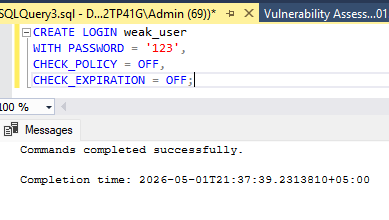 SQLQuery3.sql - D...2TP41G\Admin (69))*
Vulnerability Assess...01
CREATE LOGIN weak_user
WITH PASSWORD = '123',
CHECK_POLICY = OFF,
CHECK_EXPIRATION = OFF;
100 %
Messages
Commands completed successfully.
Completion time: 2026-05-01T21:37:39.2313810+05:00